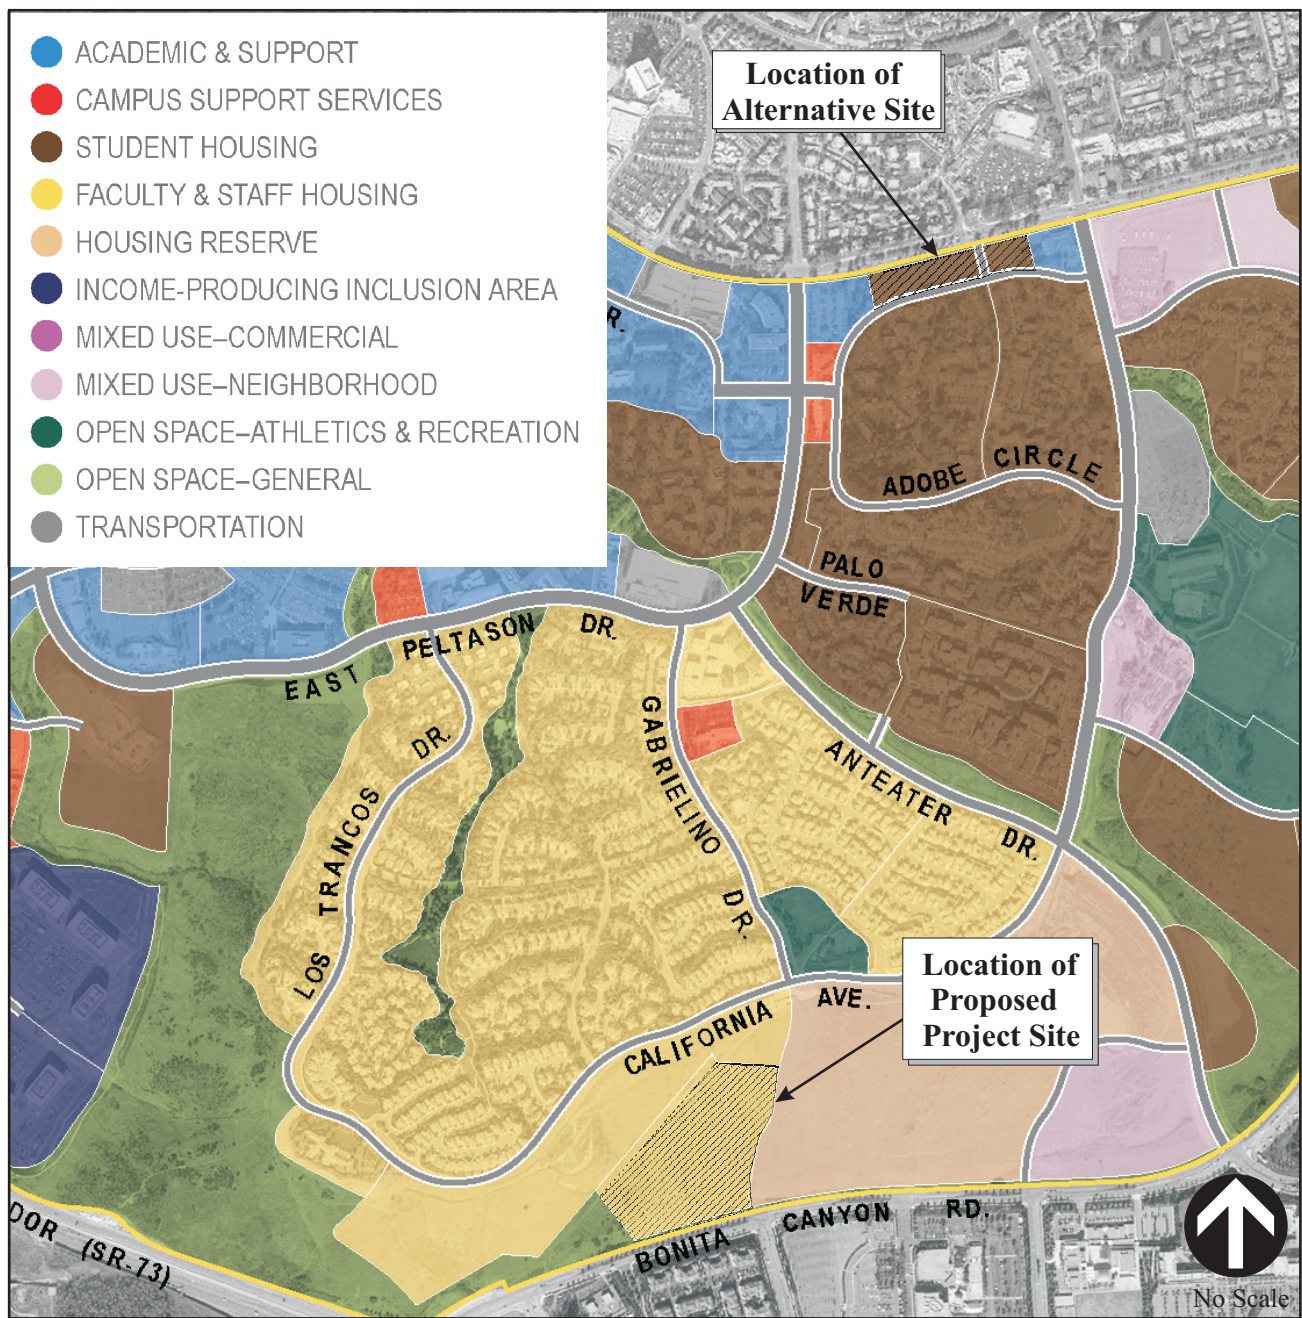 ACADEMIC & SUPPORT
CAMPUS SUPPORT SERVICES
STUDENT HOUSING
FACULTY & STAFF HOUSING
HOUSING RESERVE
INCOME-PRODUCING INCLUSION AREA
MIXED USE–COMMERCIAL
MIXED USE–NEIGHBORHOOD
OPEN SPACE–ATHLETICS & RECREATION
OPEN SPACE–GENERAL
TRANSPORTATION
Location of
Alternative Site
R.
ADOBE CIRCLE
PALO
VERDE
EAST PELTASON DR.
GABRIELINO DR.
ANTEATER DR.
LOS TRANCOS DR.
CALIFORNIA AVE.
Location of
Proposed
Project Site
BONITA CANYON RD.
DOR (SR-73)
No Scale